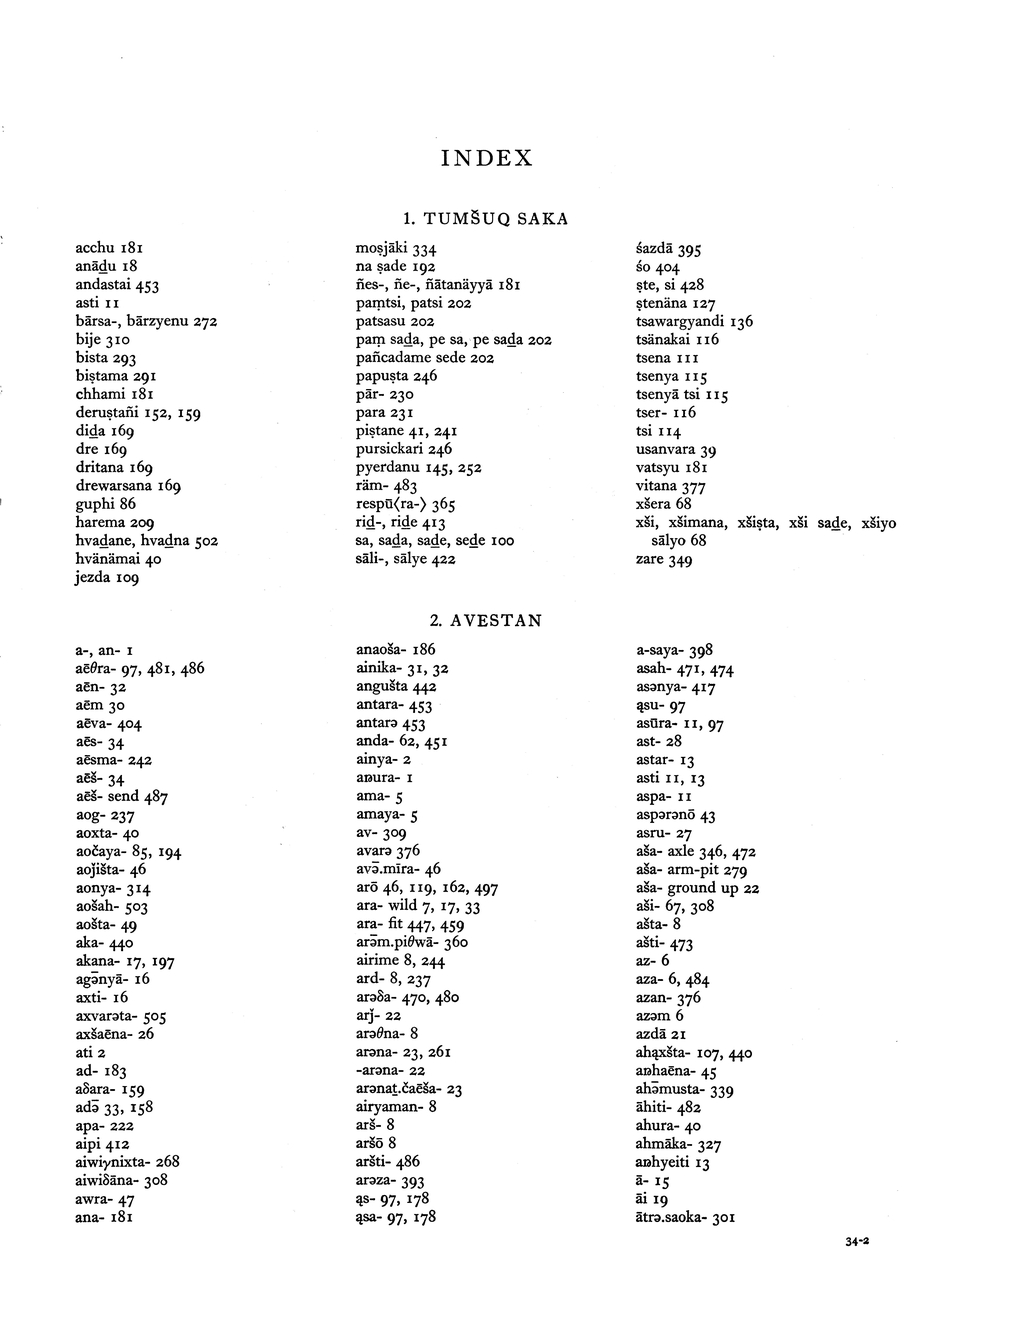 INDEX
1. TUMŠUQ SAKA
acchu 181
anād̲u 18
andastai 453
asti 11
bārsa-, bārzyenu 272
bije 310
bista 293
biṣtama 291
chhami 181
deruṣtañi 152, 159
did̲a 169
dre 169
dritana 169
drewarsana 169
guphi 86
harema 209
hvad̲ane, hvad̲na 502
hvänämai 40
jezda 109
moṣjāki 334
na ṣade 192
ñes-, ñe-, ñātanäyyā 181
paṃtsi, patsi 202
patsasu 202
paṃ sad̲a, pe sa, pe sad̲a 202
pañcadame sede 202
papuṣta 246
pār- 230
para 231
piṣtane 41, 241
pursickari 246
pyerdanu 145, 252
rām- 483
respū⟨ra-⟩ 365
rid̲-, rid̲e 413
sa, sad̲a, sad̲e, sed̲e 100
sāli-, sālye 422
śazdā 395
śo 404
ṣte, si 428
ṣtenäna 127
tsawargyandi 136
tsänakai 116
tsena 111
tsenya 115
tsenyā tsi 115
tser- 116
tsi 114
usanvara 39
vatsyu 181
vitana 377
xšera 68
xši, xšimana, xšiṣta, xši sad̲e, xšiyo
sālyo 68
zare 349
2. AVESTAN
a-, an- 1
aēθra- 97, 481, 486
aēn- 32
aēm 30
aēva- 404
aēs- 34
aēsma- 242
aēš- 34
aēš- send 487
aog- 237
aoxta- 40
aočaya- 85, 194
aoǰišta- 46
aonya- 314
aošah- 503
aošta- 49
aka- 440
akana- 17, 197
agə̄nyā- 16
axti- 16
axvarəta- 505
axšaēna- 26
ati 2
ad- 183
aδara- 159
adə̄ 33, 158
apa- 222
aipi 412
aiwiγnixta- 268
aiwiδāna- 308
awra- 47
ana- 181
anaoša- 186
ainika- 31, 32
angušta 442
antara- 453
antarə 453
anda- 62, 451
ainya- 2
aŋura- 1
ama- 5
amaya- 5
av- 309
avarə 376
avə̄.mīra- 46
arō 46, 119, 162, 497
ara- wild 7, 17, 33
ara- fit 447, 459
arə̄m.piθwā- 360
airime 8, 244
ard- 8, 237
arəδa- 470, 480
arǰ- 22
arəθna- 8
arəna- 23, 261
-arəna- 22
arənat̰.čaēša- 23
airyaman- 8
arš- 8
aršō 8
aršti- 486
arəza- 393
ąs- 97, 178
ąsa- 97, 178
a-saya- 398
asah- 471, 474
asənya- 417
ąsu- 97
asūra- 11, 97
ast- 28
astar- 13
asti 11, 13
aspa- 11
aspərənō 43
asru- 27
aša- axle 346, 472
aša- arm-pit 279
aša- ground up 22
aši- 67, 308
ašta- 8
ašti- 473
az- 6
aza- 6, 484
azan- 376
azəm 6
azdā 21
ahąxšta- 107, 440
aŋhaēna- 45
ahə̄musta- 339
āhiti- 482
ahura- 40
ahmāka- 327
aŋhyeiti 13
ā- 15
āi 19
ātrə.saoka- 301
34-2